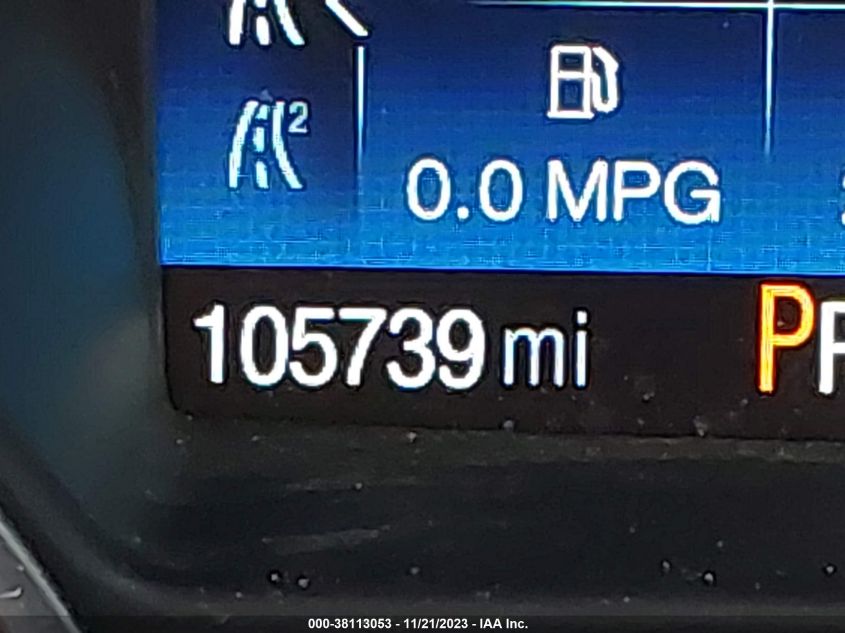 2
0.0 MPG
105739 mi P
000-38113053 - 11/21/2023 - IAA Inc.